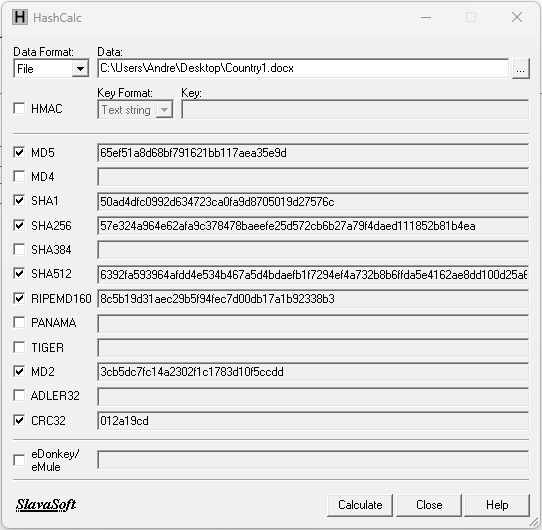 HashCalc
Data Format: Data:
File C:\Users\Andre\Desktop\Country1.docx ...
Key Format: Key:
HMAC Text string
MD5 65ef51a8d68bf791621bb117aea35e9d
MD4
SHA1 50ad4dfc0992d634723ca0fa9d8705019d27576c
SHA256 57e324a964e62afa9c378478baeefe25d572cb6b27a79f4daed111852b81b4ea
SHA384
SHA512 6392fa593964afdd4e534b467a5d4bdaefb1f7294ef4a732b8b6ffda5e4162ae8dd100d25a6
RIPEMD160 8c5b19d31aec29b5f94fec7d00db17a1b92338b3
PANAMA
TIGER
MD2 3cb5dc7fc14a2302f1c1783d10f5ccdd
ADLER32
CRC32 012a19cd
eDonkey/
eMule
SlavaSoft Calculate Close Help